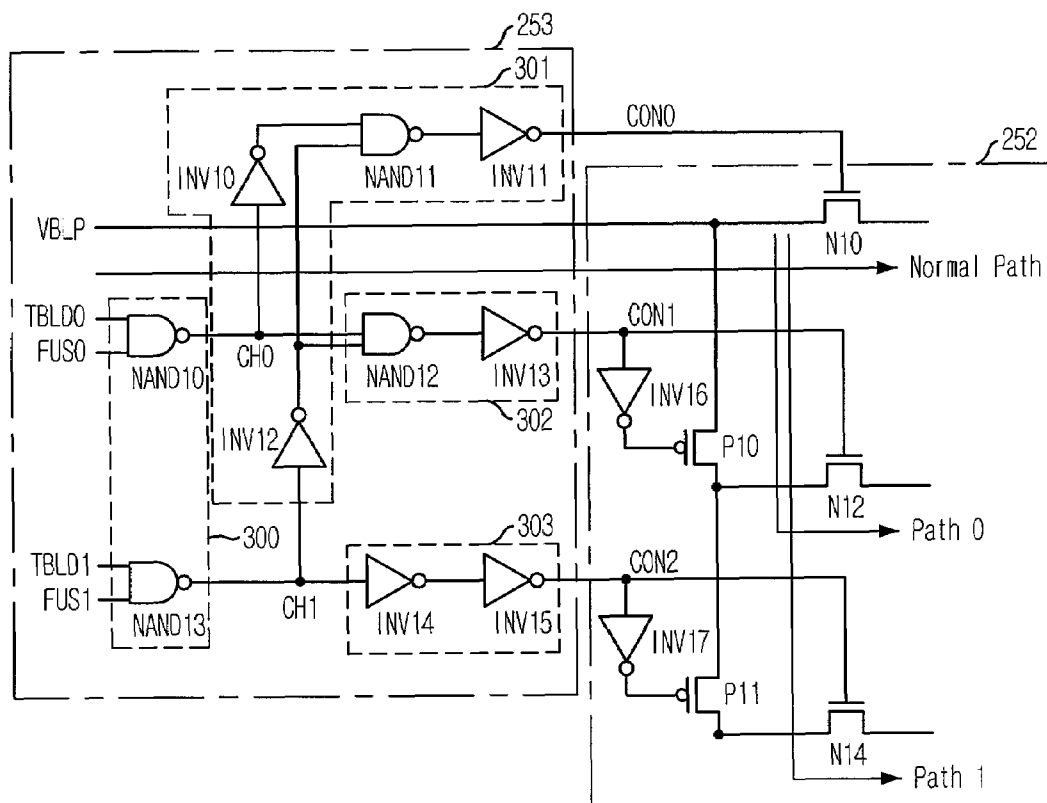 253
301
CON0
252
INV10
NAND11
INV11
VBLP
N10
Normal Path
TBLD0
FUS0
CH0
CON1
NAND10
NAND12
INV13
INV16
302
INV12
P10
N12
300
303
Path 0
TBLD1
FUS1
CON2
NAND13
CH1
INV14
INV15
INV17
P11
N14
Path 1